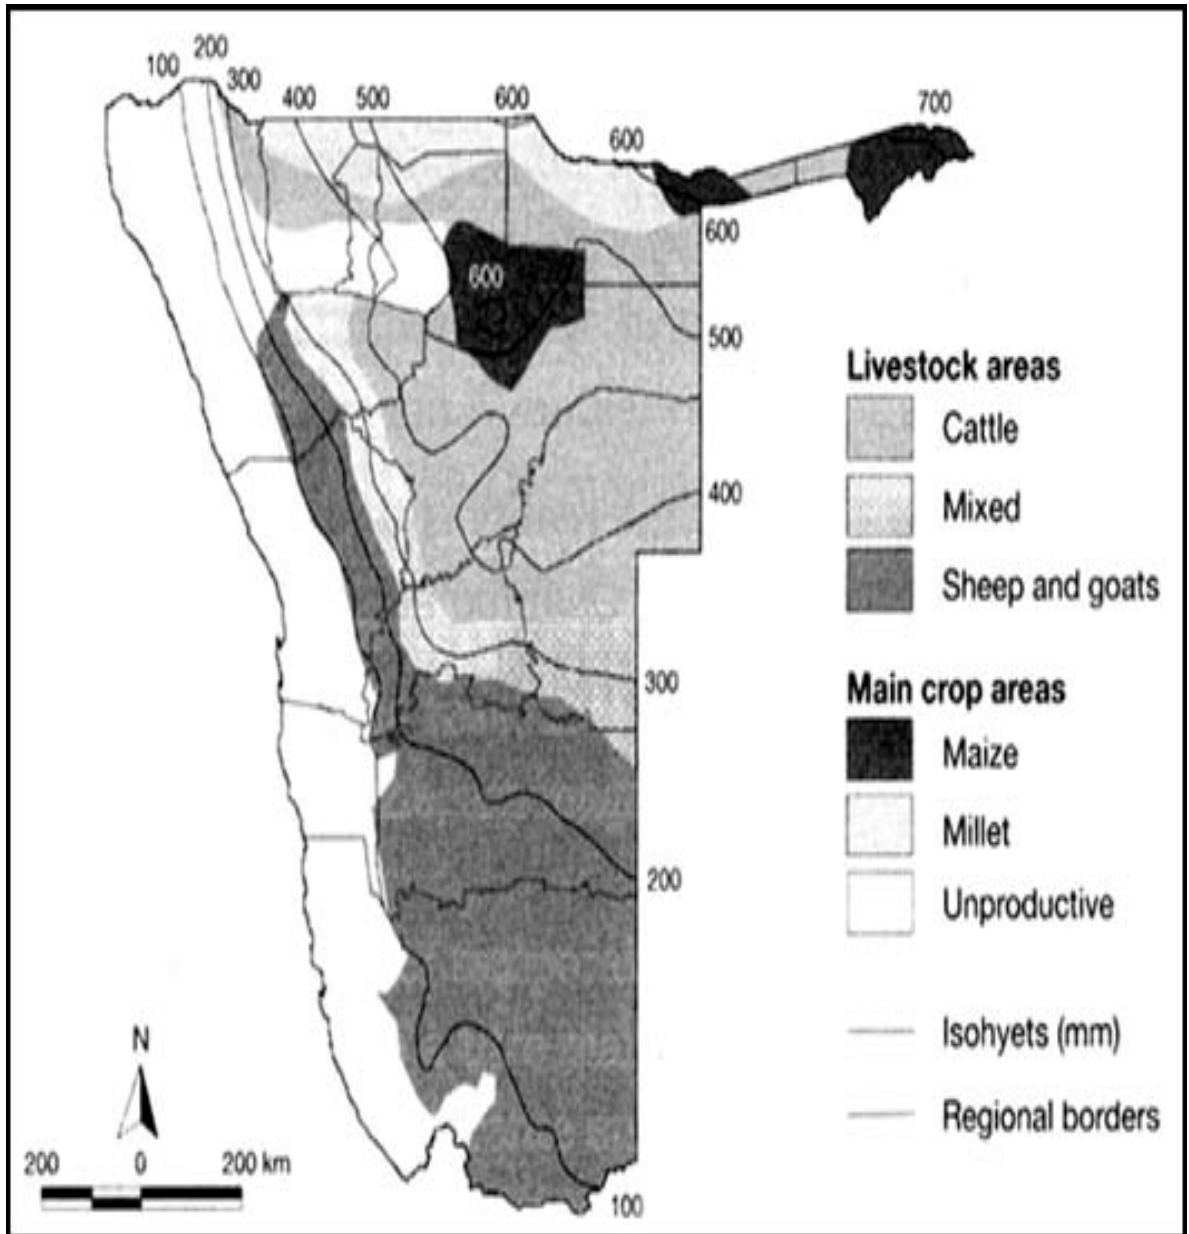 200
100
300
400
500
600
600
700
600
600
500
400
300
200
100
Livestock areas
Cattle
Mixed
Sheep and goats
Main crop areas
Maize
Millet
Unproductive
Isohyets (mm)
Regional borders
N
200 0 200 km